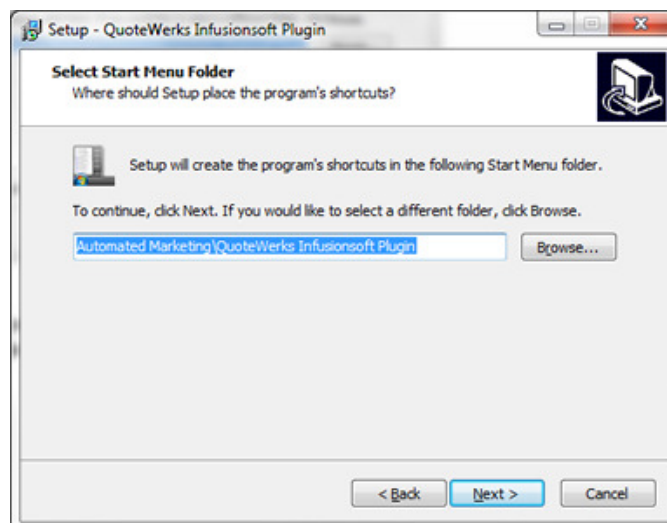 Setup - QuoteWerks Infusionsoft Plugin
Select Start Menu Folder
Where should Setup place the program's shortcuts?
Setup will create the program's shortcuts in the following Start Menu folder.
To continue, click Next. If you would like to select a different folder, click Browse.
Automated Marketing\QuoteWerks Infusionsoft Plugin
Browse...
< Back
Next >
Cancel